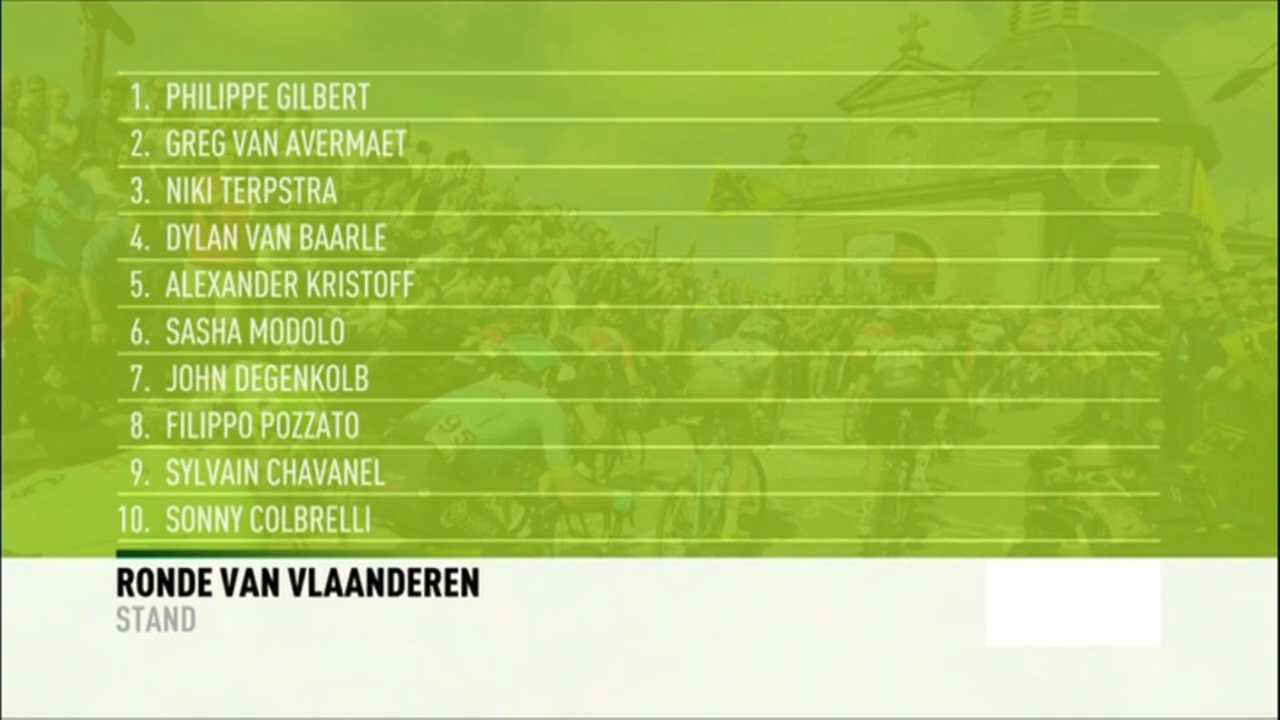 1. PHILIPPE GILBERT
2. GREG VAN AVERMAET
3. NIKI TERPSTRA
4. DYLAN VAN BAARLE
5. ALEXANDER KRISTOFF
6. SASHA MODOLO
7. JOHN DEGENKOLB
8. FILIPPO POZZATO
9. SYLVAIN CHAVANEL
10. SONNY COLBRELLI
RONDE VAN VLAANDEREN
STAND